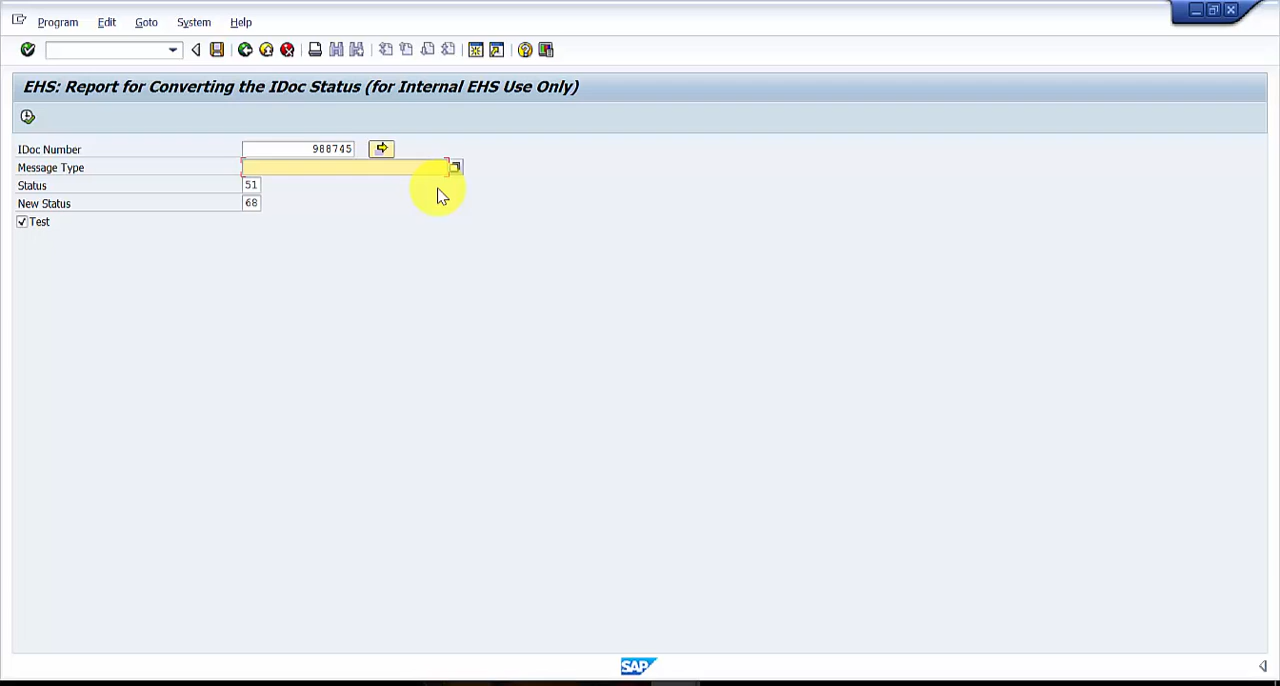 Program Edit Goto System Help
EHS: Report for Converting the IDoc Status (for Internal EHS Use Only)
IDoc Number 988745
Message Type
Status 51
New Status 68
Test
SAP